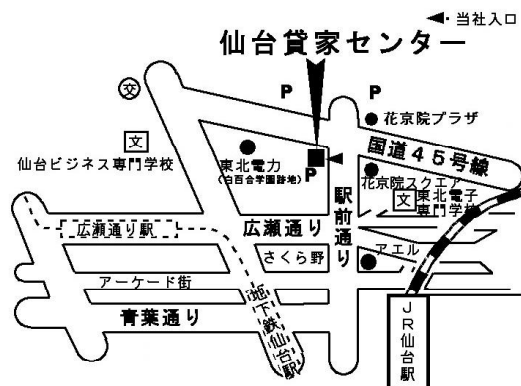 ・当社入口
仙台貸家センター
P
P
交
花京院プラザ
文
国道45号線
仙台ビジネス専門学校
東北電力
(白百合学園跡地)
P
花京院スクエア
文
東北電子
専門学校
駅前通り
広瀬通り駅
広瀬通り
さくら野
アエル
アーケード街
青葉通り
地下鉄仙台駅
JR仙台駅